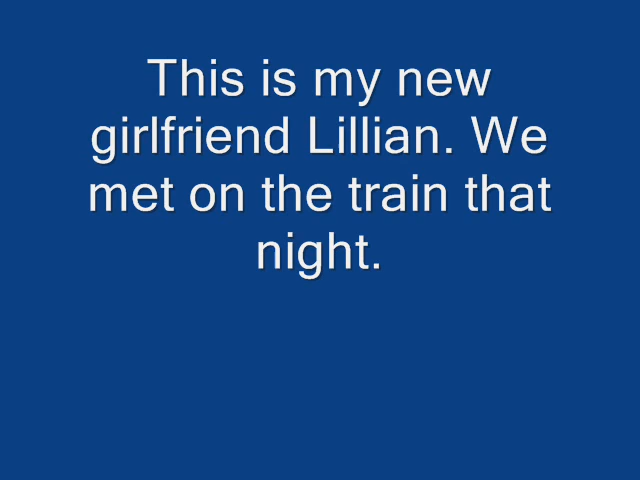 This is my new
girlfriend Lillian. We
met on the train that
night.